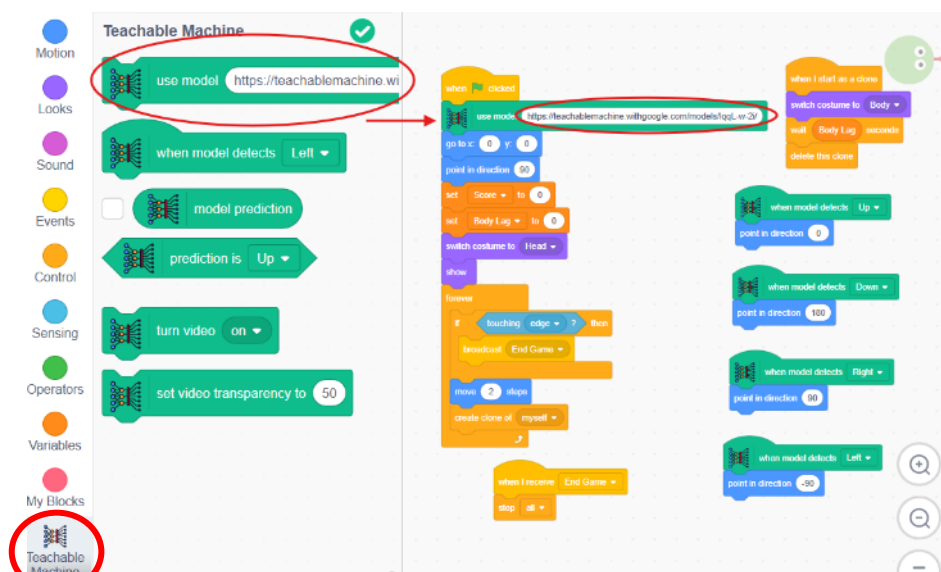 Motion
Looks
Sound
Events
Control
Sensing
Operators
Variables
My Blocks
Teachable
Machine
Teachable Machine
use model https://teachablemachine.wi
when model detects Left
model prediction
prediction is Up
turn video on
set video transparency to 50
when clicked
use model https://teachablemachine.withgoogle.com/models/
go to x: 0 y: 0
point in direction 90
set Score to 0
set Body Lag to 0
switch costume to Head
show
forever
if touching edge ? then
broadcast End Game
move 2 steps
create clone of myself
when I receive End Game
stop all
when I start as a clone
switch costume to Body
wait Body Lag seconds
delete this clone
when model detects Up
point in direction 0
when model detects Down
point in direction 180
when model detects Right
point in direction 90
when model detects Left
point in direction -90